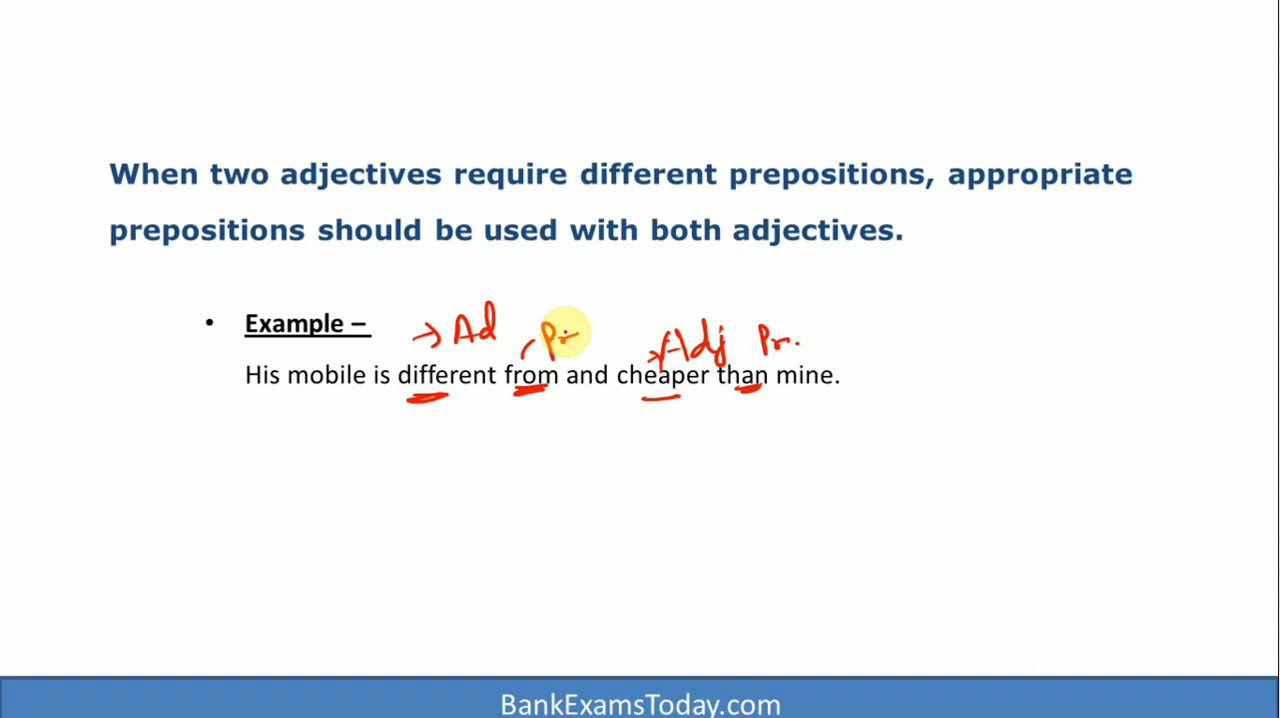 When two adjectives require different prepositions, appropriate
prepositions should be used with both adjectives.
• Example –
Ad Pr Adj Pr.
His mobile is different from and cheaper than mine.
BankExamsToday.com